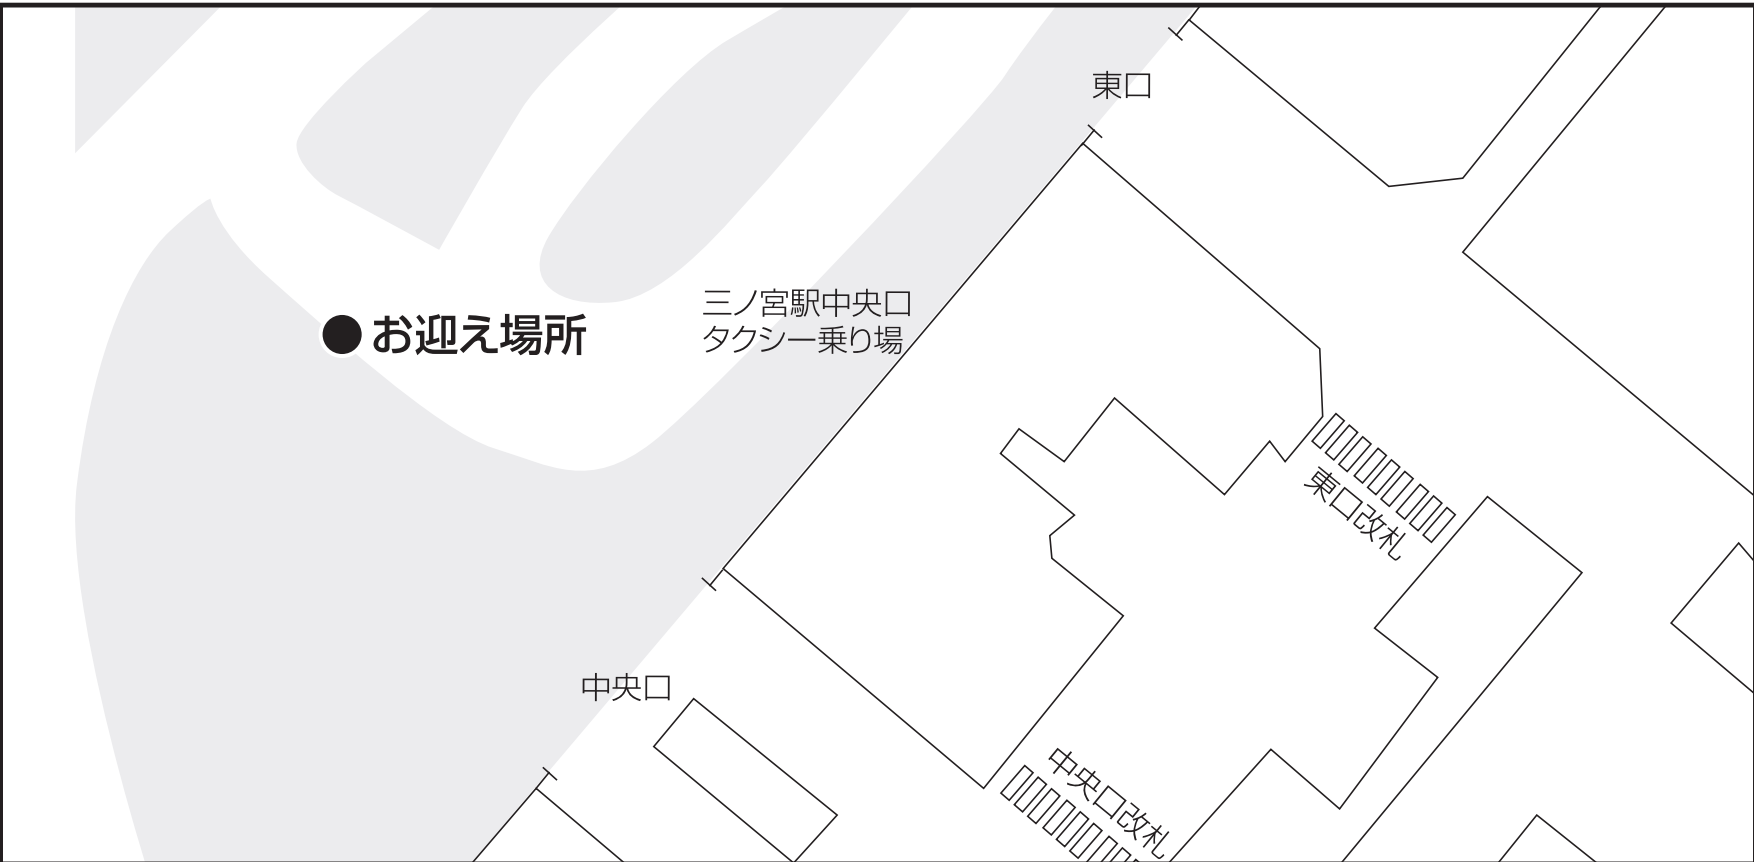 東口
三ノ宮駅中央口
タクシー乗り場
お迎え場所
東口改札
中央口
中央口改札